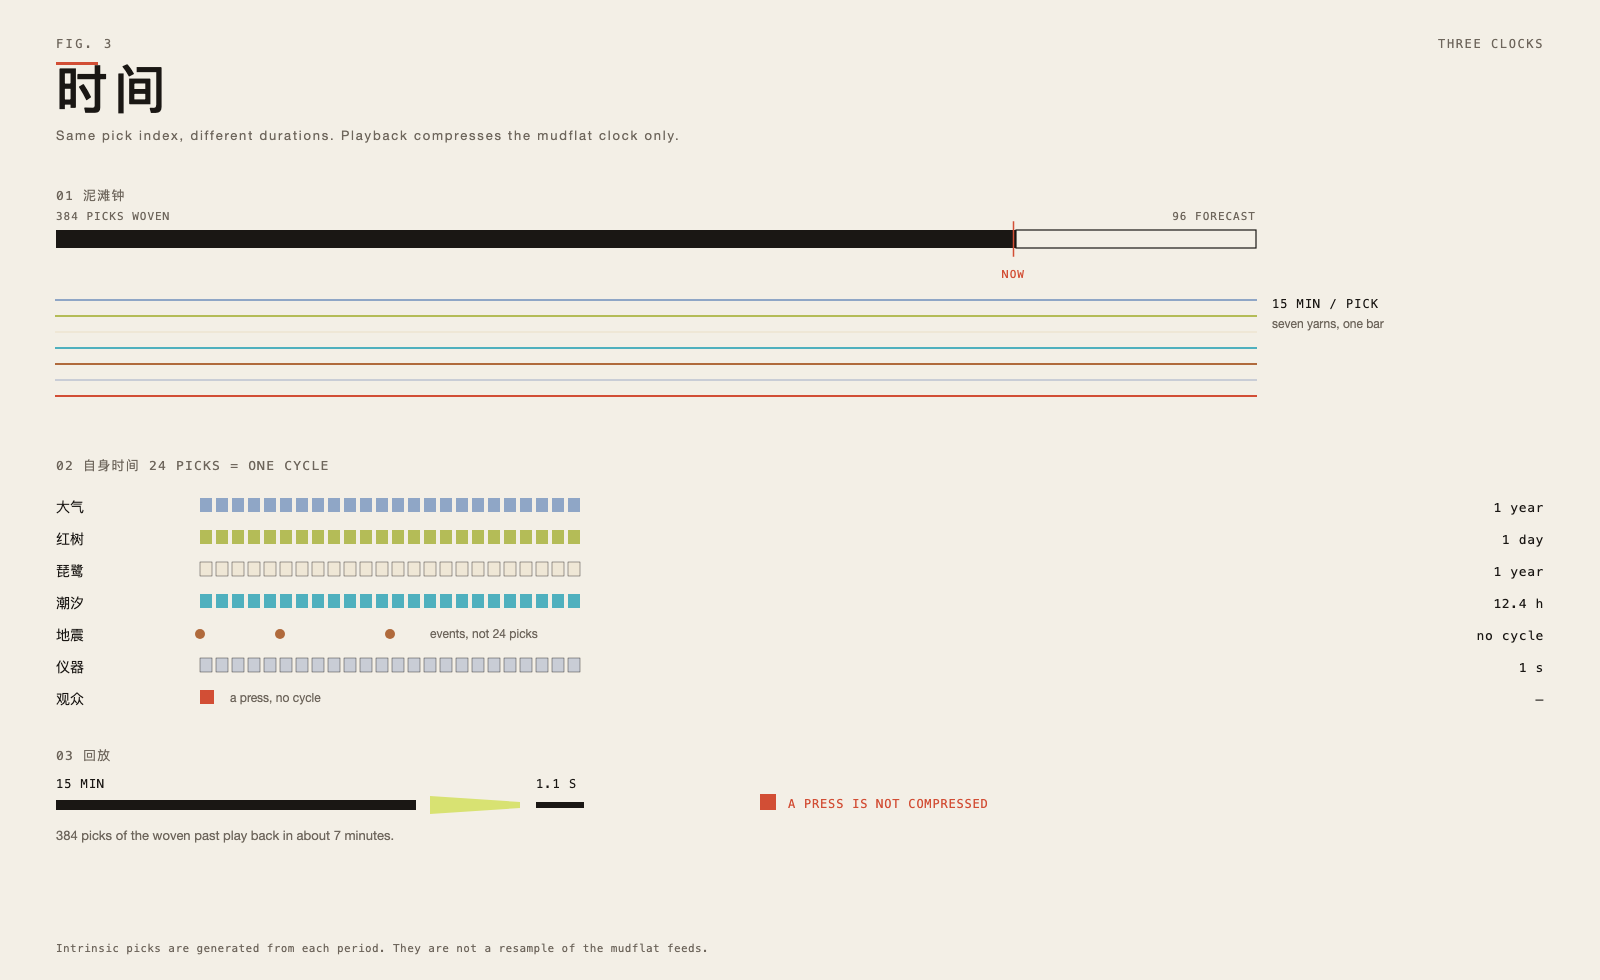 FIG. 3
THREE CLOCKS
时间
Same pick index, different durations. Playback compresses the mudflat clock only.
01 泥滩钟
384 PICKS WOVEN
96 FORECAST
NOW
15 MIN / PICK
seven yarns, one bar
02 自身时间 24 PICKS = ONE CYCLE
大气
1 year
红树
1 day
琵鹭
1 year
潮汐
12.4 h
地震
events, not 24 picks
no cycle
仪器
1 s
观众
a press, no cycle
—
03 回放
15 MIN
1.1 S
A PRESS IS NOT COMPRESSED
384 picks of the woven past play back in about 7 minutes.
Intrinsic picks are generated from each period. They are not a resample of the mudflat feeds.